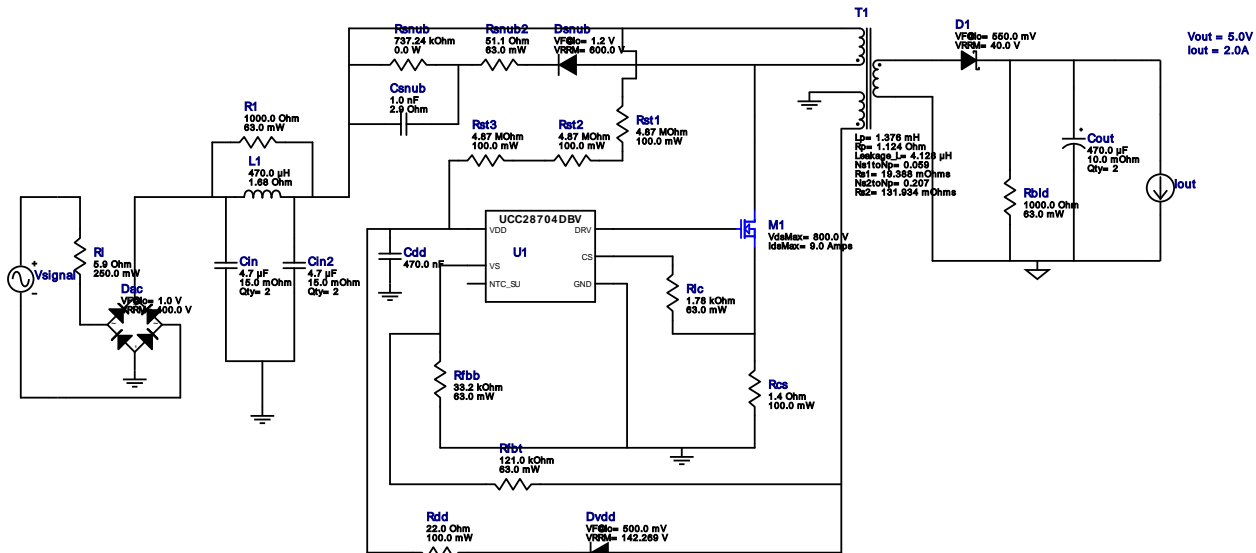 Rsnub
737.24 kOhm
0.0 W
Rsnub2
51.1 Ohm
63.0 mW
Dsnub
VF@Io= 1.2 V
VRRM= 600.0 V
T1
D1
VF@Io= 550.0 mV
VRRM= 40.0 V
Vout = 5.0V
Iout = 2.0A
Csnub
1.0 nF
2.9 Ohm
R1
1000.0 Ohm
63.0 mW
L1
470.0 µH
1.68 Ohm
Rst3
4.87 MOhm
100.0 mW
Rst2
4.87 MOhm
100.0 mW
Rst1
4.87 MOhm
100.0 mW
Lp= 1.376 mH
Rp= 1.124 Ohm
Leakage_L= 4.128 µH
Ns1toNp= 0.059
Rs1= 19.388 mOhms
Ns2toNp= 0.207
Rs2= 131.934 mOhms
Cout
470.0 µF
10.0 mOhm
Qty= 2
Iout
Rbld
1000.0 Ohm
63.0 mW
UCC28704DBV
VDD
DRV
U1
VS
CS
NTC_SU
GND
M1
VdsMax= 800.0 V
IdsMax= 9.0 Amps
Cdd
470.0 nF
Vsignal
+
−
Ri
5.9 Ohm
250.0 mW
Dac
VF@Io= 1.0 V
VRRM= 400.0 V
Cin
4.7 µF
15.0 mOhm
Qty= 2
Cin2
4.7 µF
15.0 mOhm
Qty= 2
Rlc
1.78 kOhm
63.0 mW
Rfbb
33.2 kOhm
63.0 mW
Rcs
1.4 Ohm
100.0 mW
Rfbt
121.0 kOhm
63.0 mW
Rdd
22.0 Ohm
100.0 mW
Dvdd
VF@Io= 500.0 mV
VRRM= 142.269 V